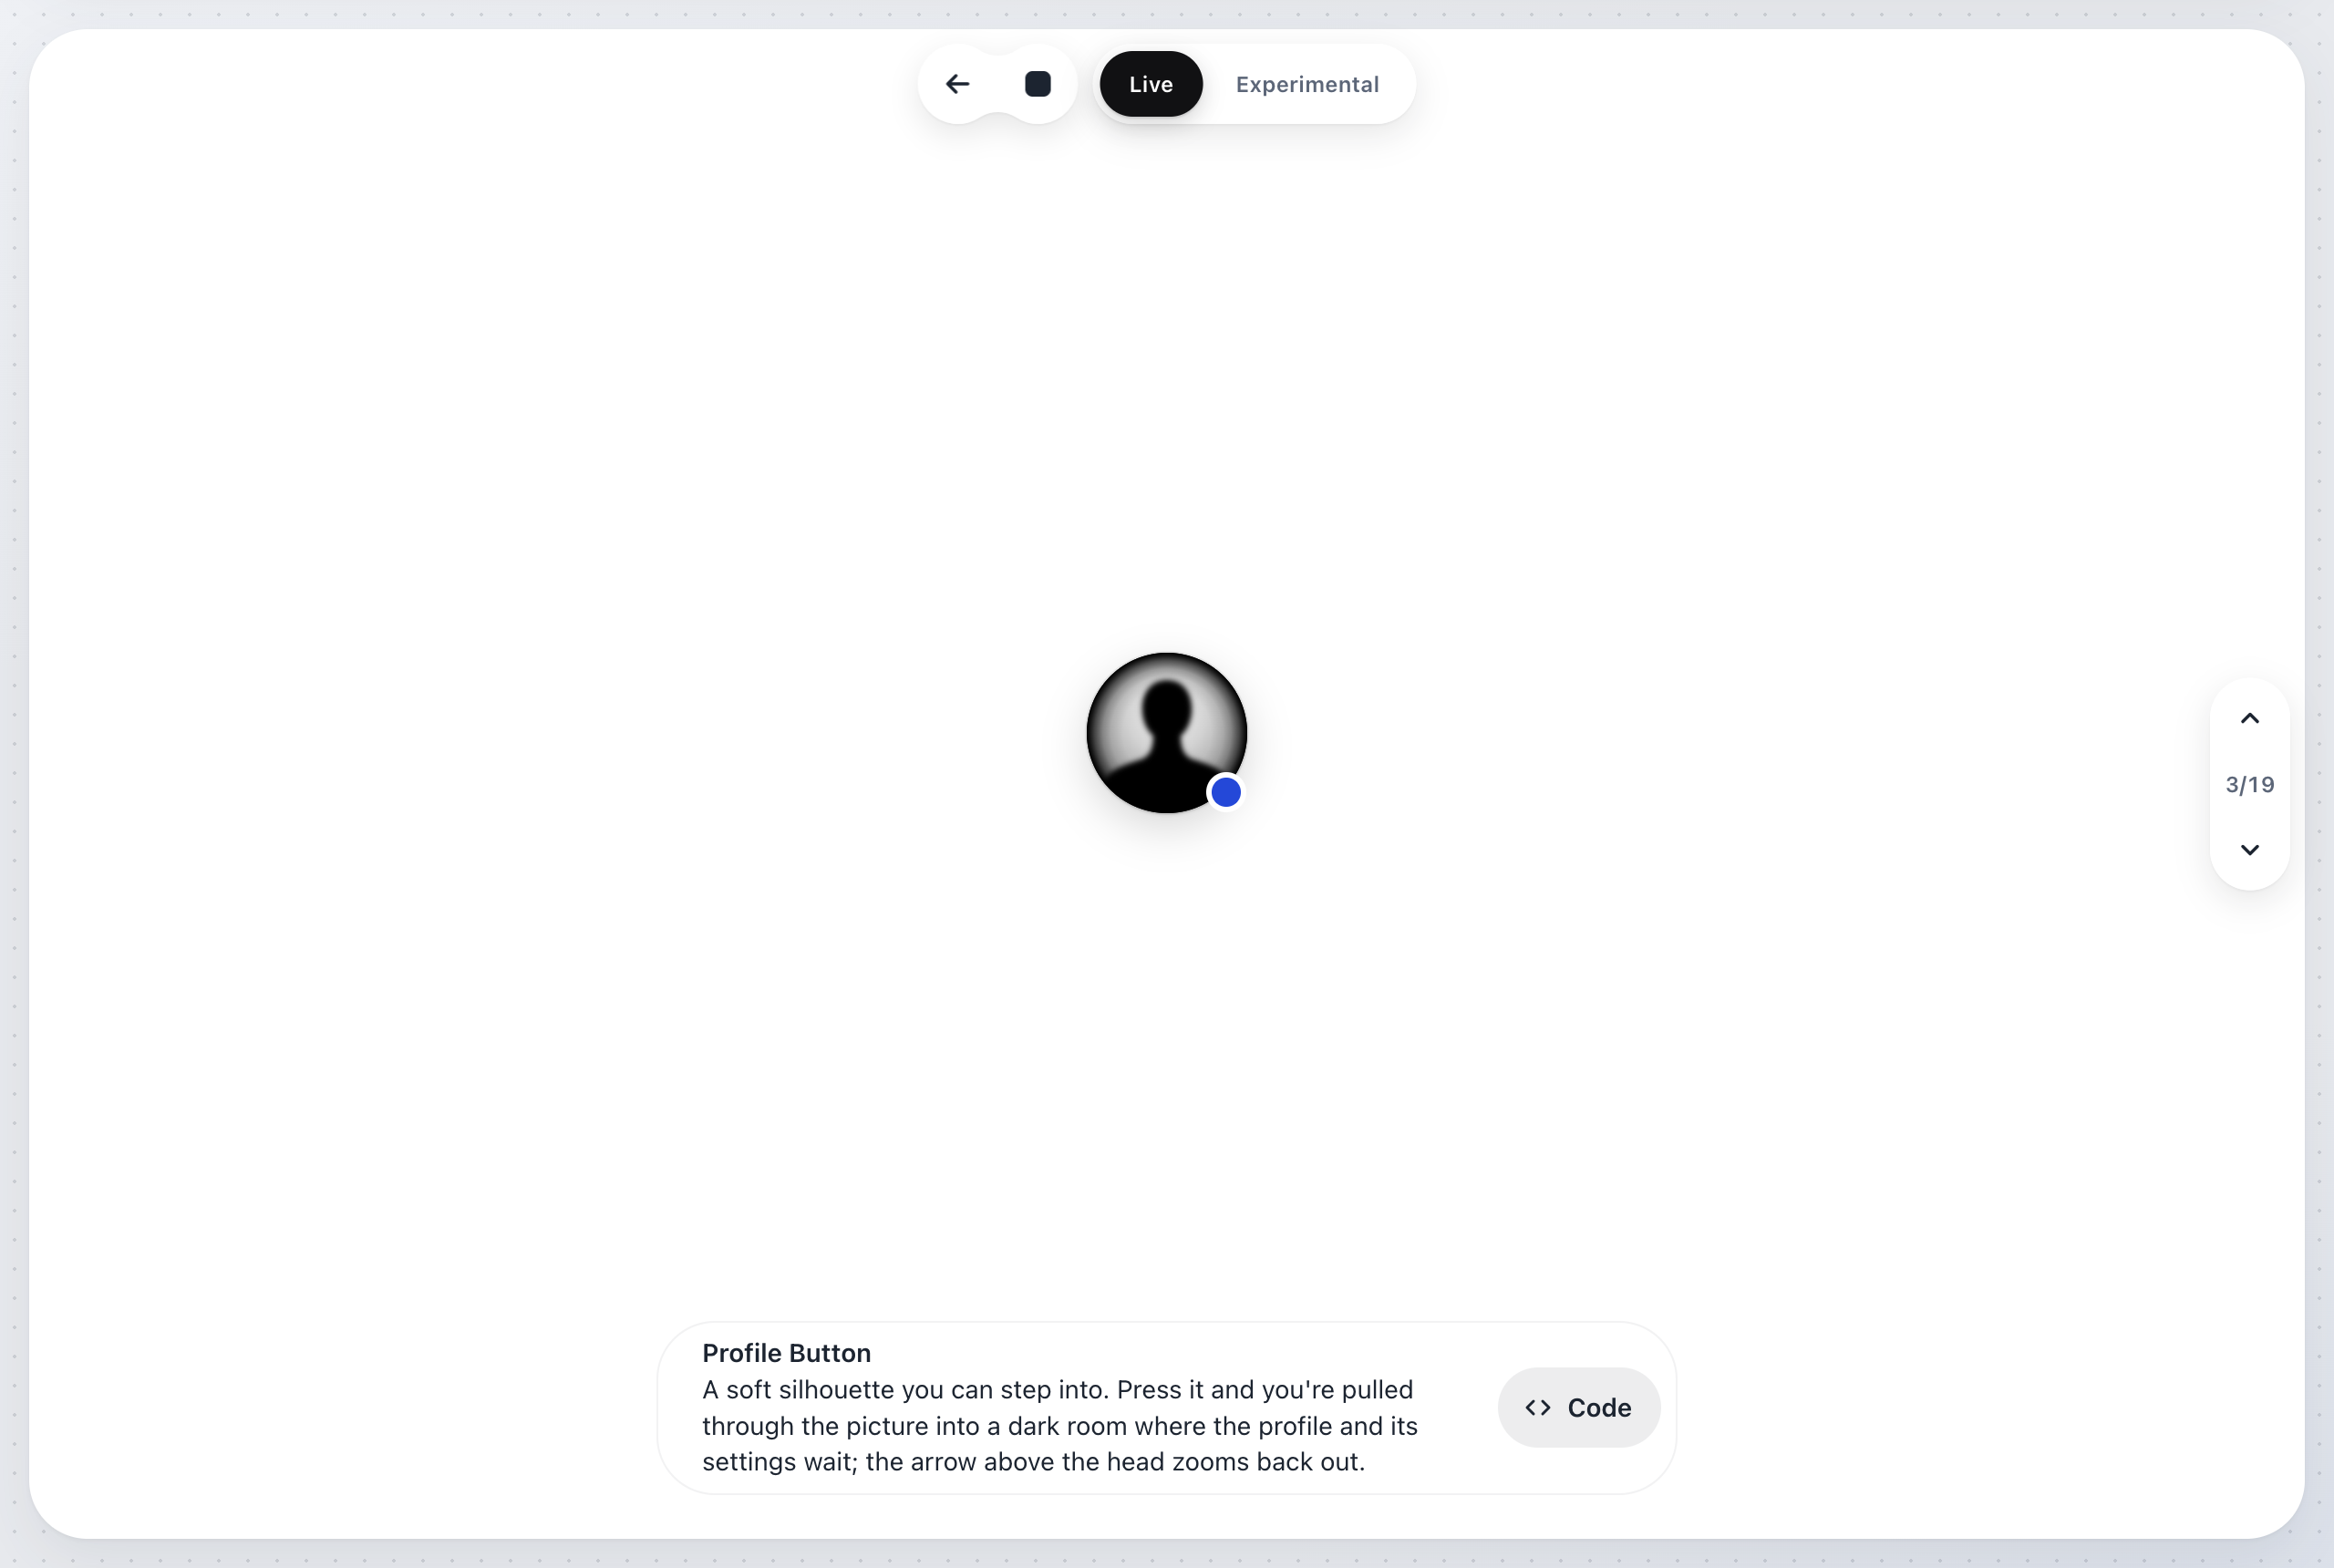 Live
Experimental
3/19
Profile Button
A soft silhouette you can step into. Press it and you're pulled
through the picture into a dark room where the profile and its
settings wait; the arrow above the head zooms back out.
Code